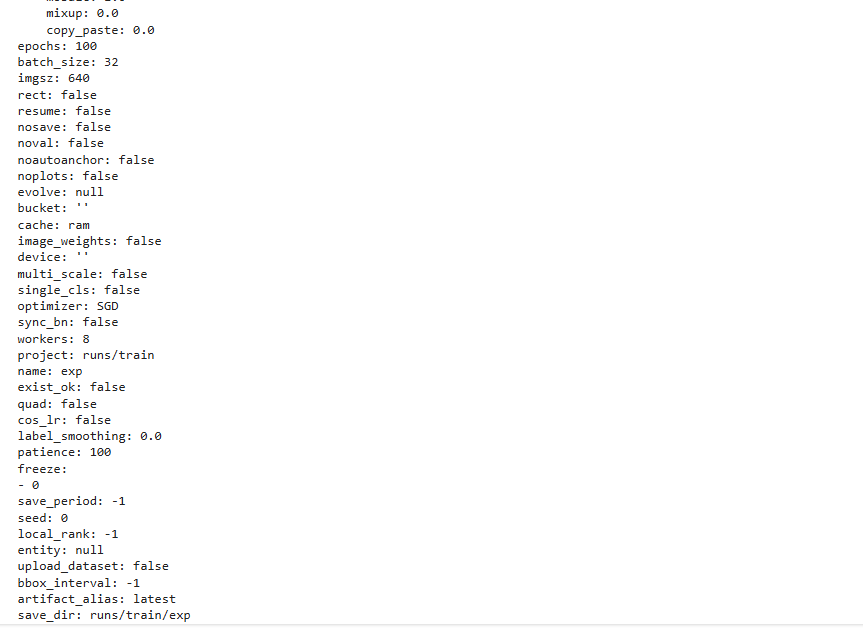 mixup: 0.0
copy_paste: 0.0
epochs: 100
batch_size: 32
imgsz: 640
rect: false
resume: false
nosave: false
noval: false
noautoanchor: false
noplots: false
evolve: null
bucket: ''
cache: ram
image_weights: false
device: ''
multi_scale: false
single_cls: false
optimizer: SGD
sync_bn: false
workers: 8
project: runs/train
name: exp
exist_ok: false
quad: false
cos_lr: false
label_smoothing: 0.0
patience: 100
freeze:
- 0
save_period: -1
seed: 0
local_rank: -1
entity: null
upload_dataset: false
bbox_interval: -1
artifact_alias: latest
save_dir: runs/train/exp